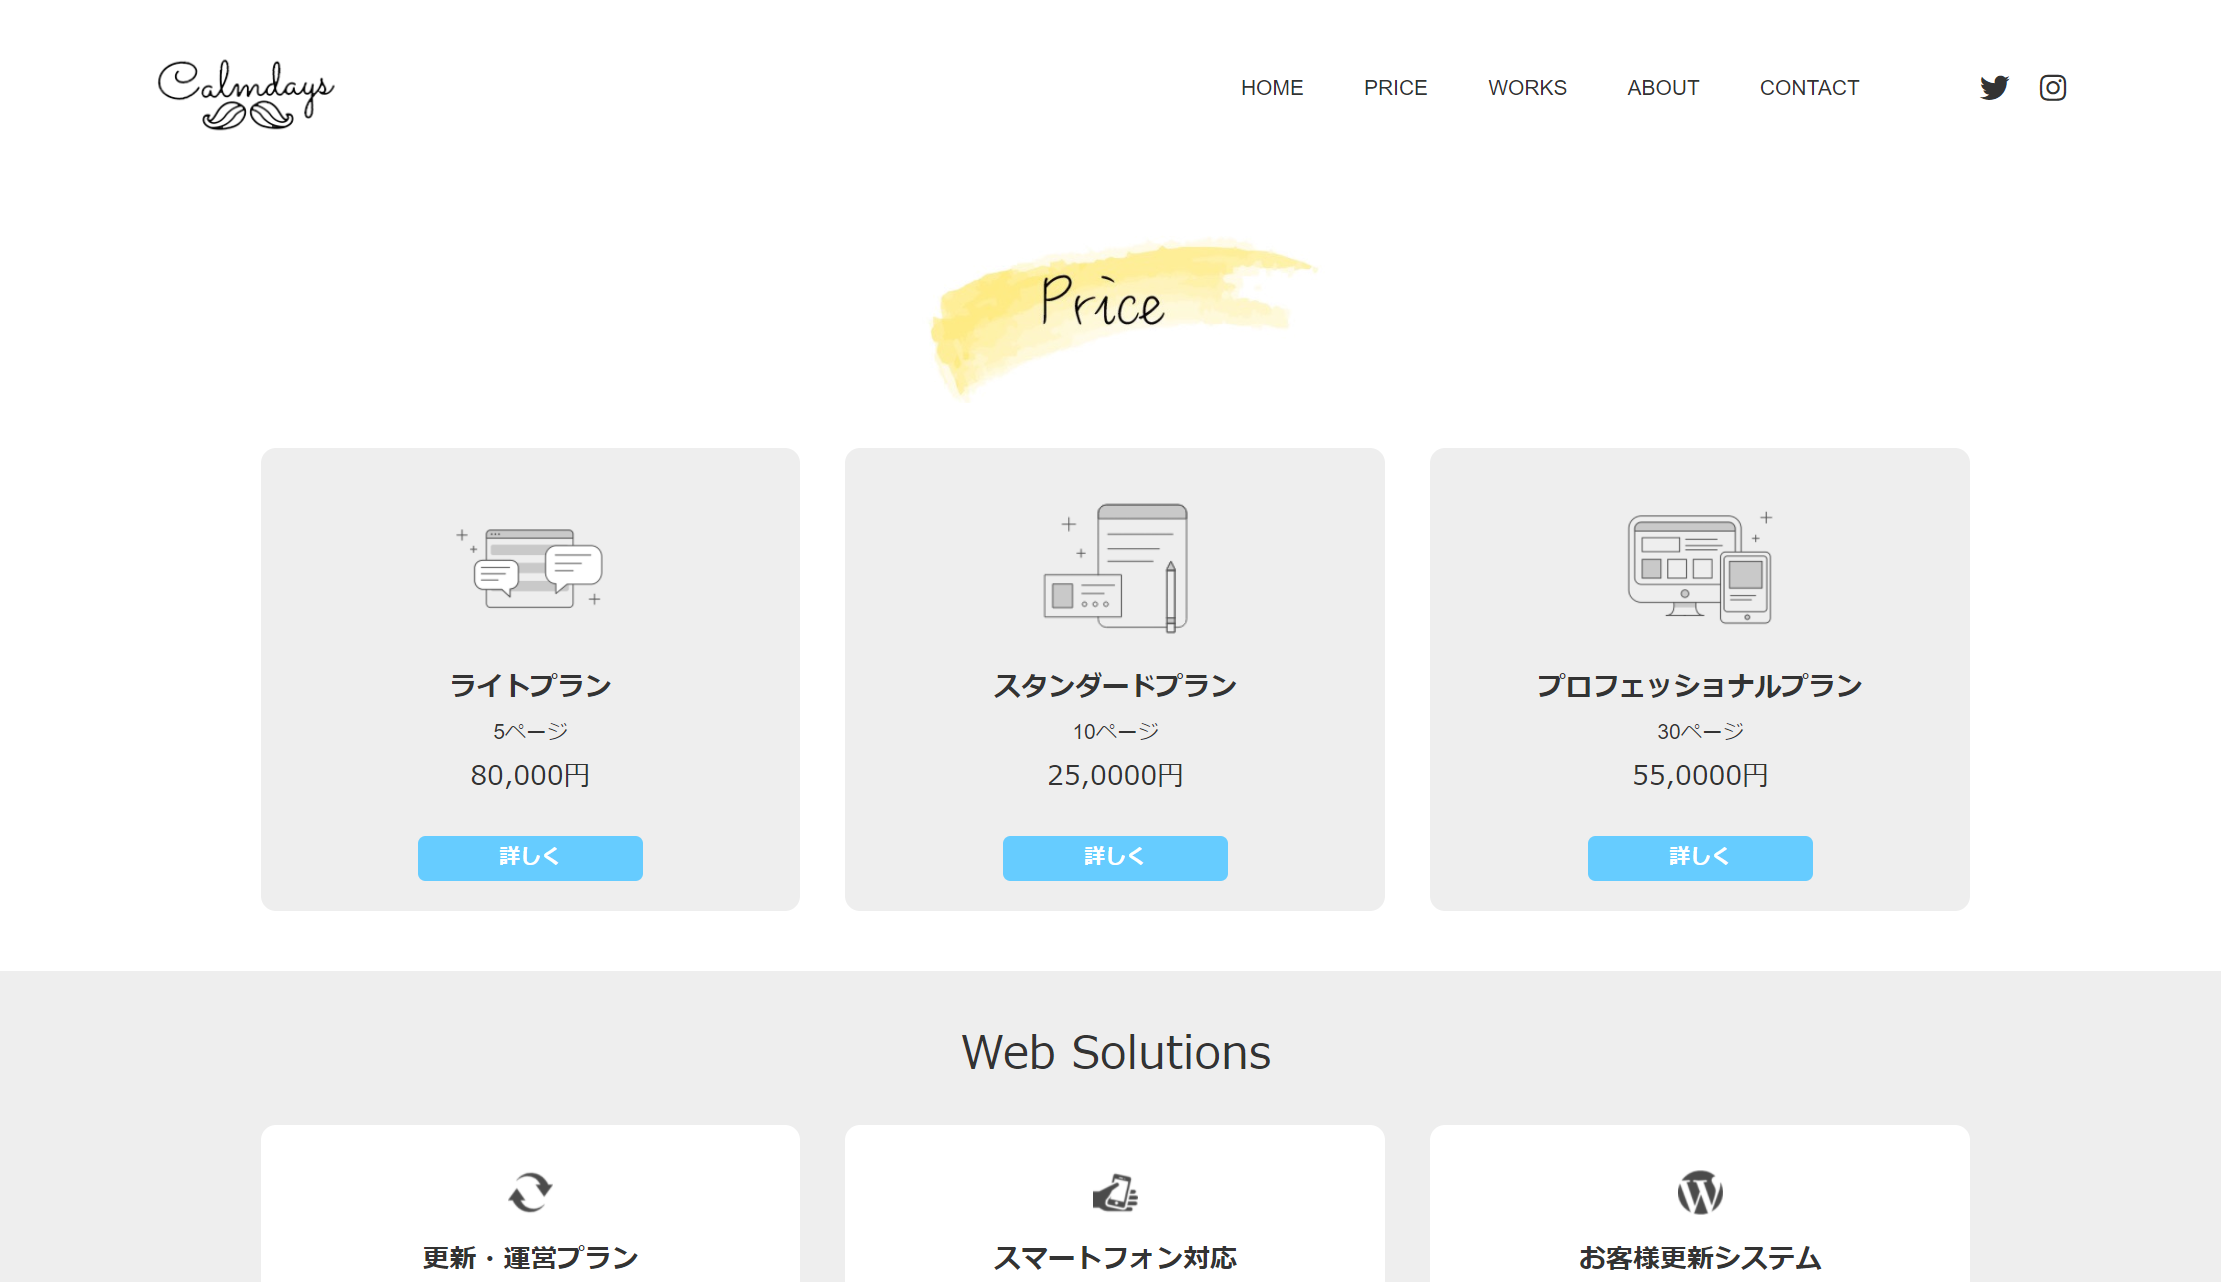 Calmdays
HOME PRICE WORKS ABOUT CONTACT
Price
ライトプラン
5ページ
80,000円
詳しく
スタンダードプラン
10ページ
25,0000円
詳しく
プロフェッショナルプラン
30ページ
55,0000円
詳しく
Web Solutions
更新・運営プラン
スマートフォン対応
お客様更新システム